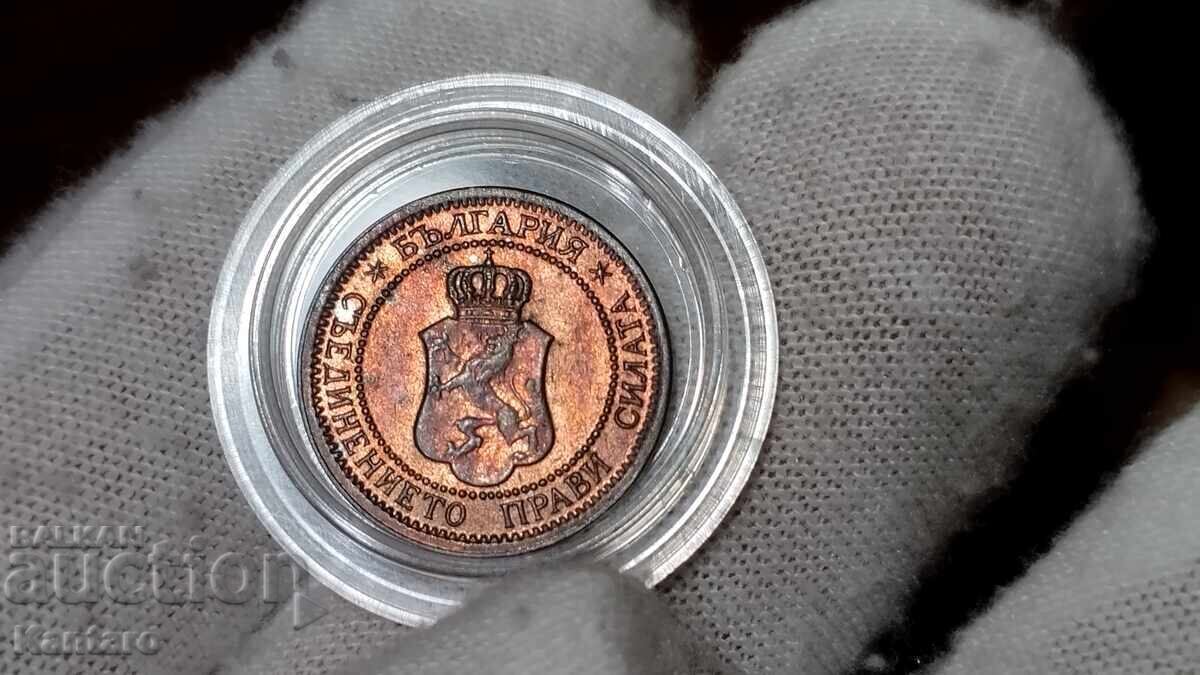 * БЪЛГАРИЯ *
СЪЕДИНЕНИЕТО ПРАВИ СИЛАТА
BALKAN
auction
Kantaro